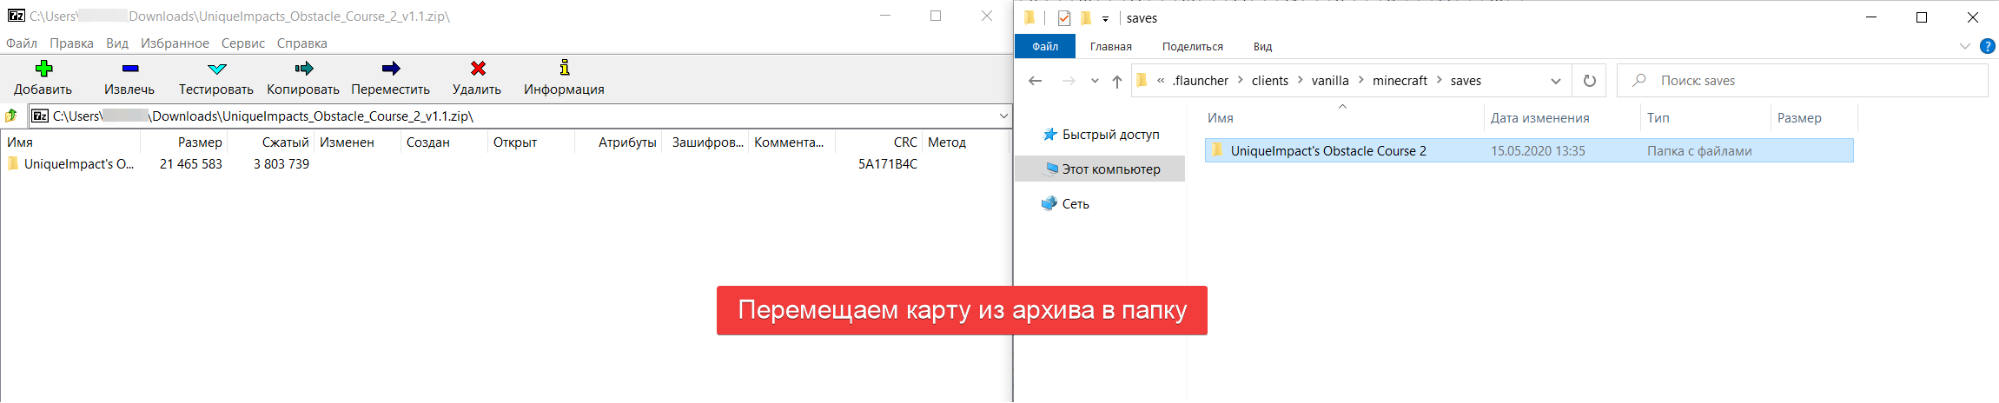 C:\Users\ Downloads\UniqueImpacts_Obstacle_Course_2_v1.1.zip\
Файл Правка Вид Избранное Сервис Справка
Добавить Извлечь Тестировать Копировать Переместить Удалить Информация
C:\Users\ \Downloads\UniqueImpacts_Obstacle_Course_2_v1.1.zip\
Имя Размер Сжатый Изменен Создан Открыт Атрибуты Зашифров... Коммента... CRC Метод
UniqueImpact's O... 21 465 583 3 803 739 5A171B4C
saves
Файл Главная Поделиться Вид
« .flauncher > clients > vanilla > minecraft > saves
Поиск: saves
Быстрый доступ
Этот компьютер
Сеть
Имя Дата изменения Тип Размер
UniqueImpact's Obstacle Course 2 15.05.2020 13:35 Папка с файлами
Перемещаем карту из архива в папку